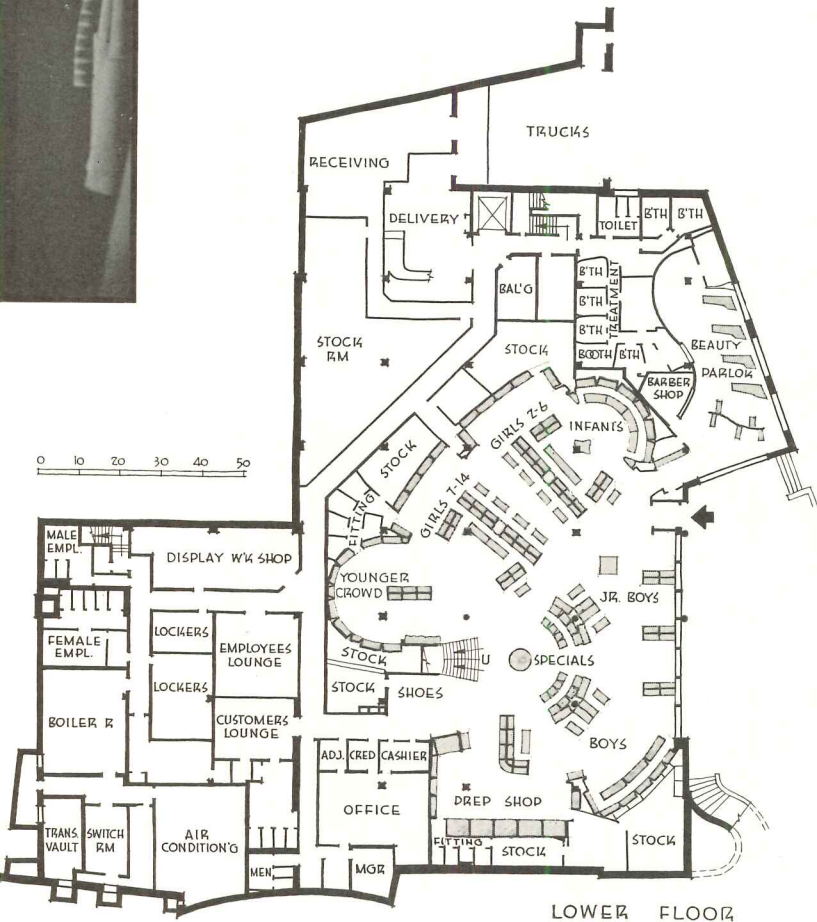 TRUCKS
RECEIVING
DELIVERY
TOILET
B'TH
B'TH
B'TH
B'TH
B'TH
TREATMENT
BOOTH
B'TH
BAL'G
BEAUTY
PARLOR
BARBER
SHOP
STOCK
RM
STOCK
INFANTS
GIRLS 2-6
GIRLS 7-14
STOCK
FITTING
0 10 20 30 40 50
MALE
EMPL.
DISPLAY W'K SHOP
YOUNGER
CROWD
JR. BOYS
LOCKERS
EMPLOYEES
LOUNGE
FEMALE
EMPL.
LOCKERS
STOCK
U
SPECIALS
STOCK
SHOES
BOILER R
CUSTOMERS
LOUNGE
BOYS
ADJ.
CRED
CASHIER
OFFICE
PREP SHOP
TRANS.
VAULT
SWITCH
RM
AIR
CONDITION'G
FITTING
STOCK
STOCK
MEN
MGR
LOWER FLOOR